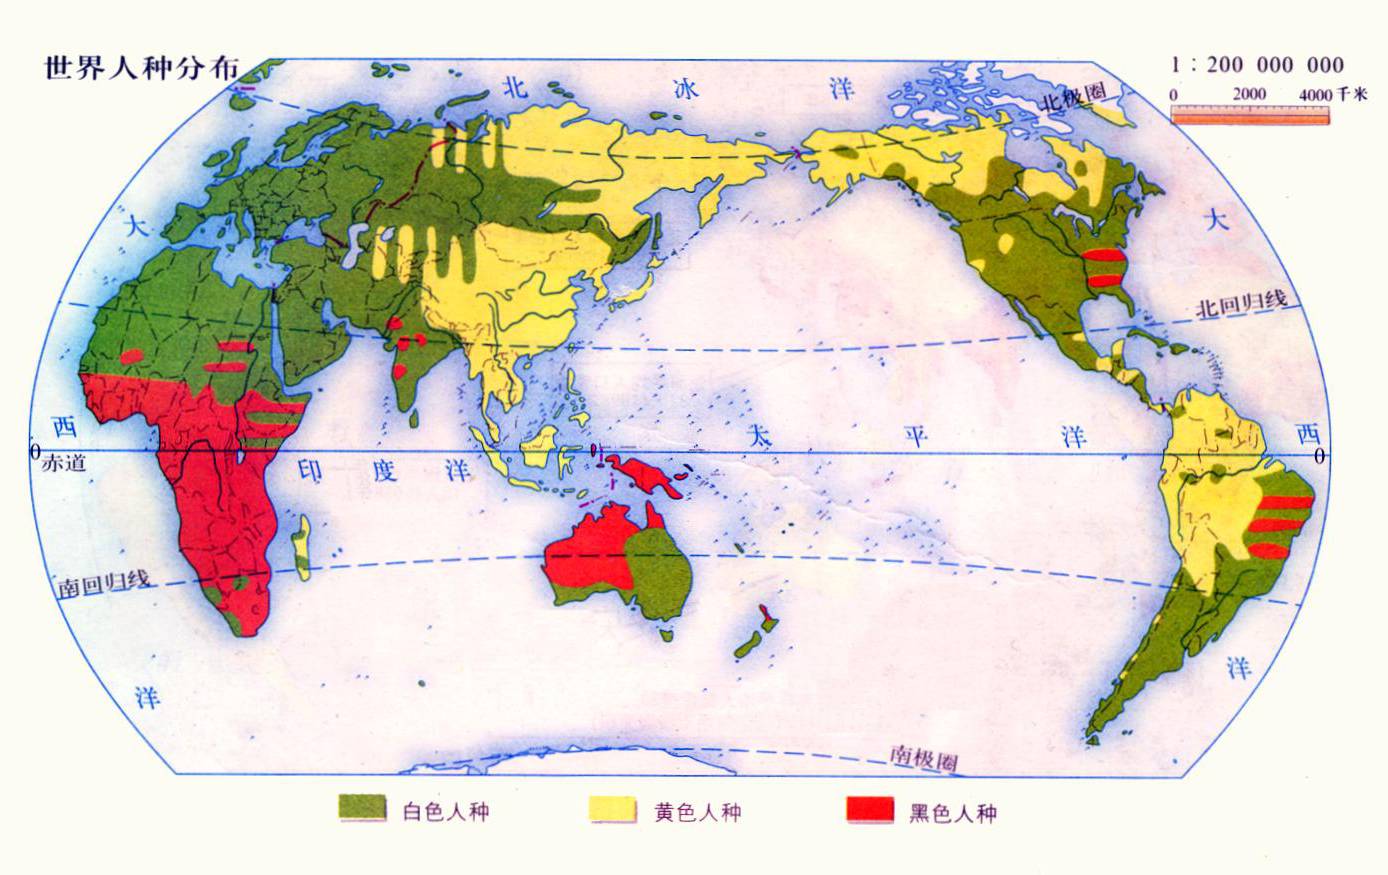 世界人种分布
1：200 000 000
0 2000 4000千米
北 冰 洋
北极圈
大
大
北回归线
西
太 平 洋
西
0
0
赤道
印 度 洋
南回归线
洋
洋
南极圈
白色人种
黄色人种
黑色人种